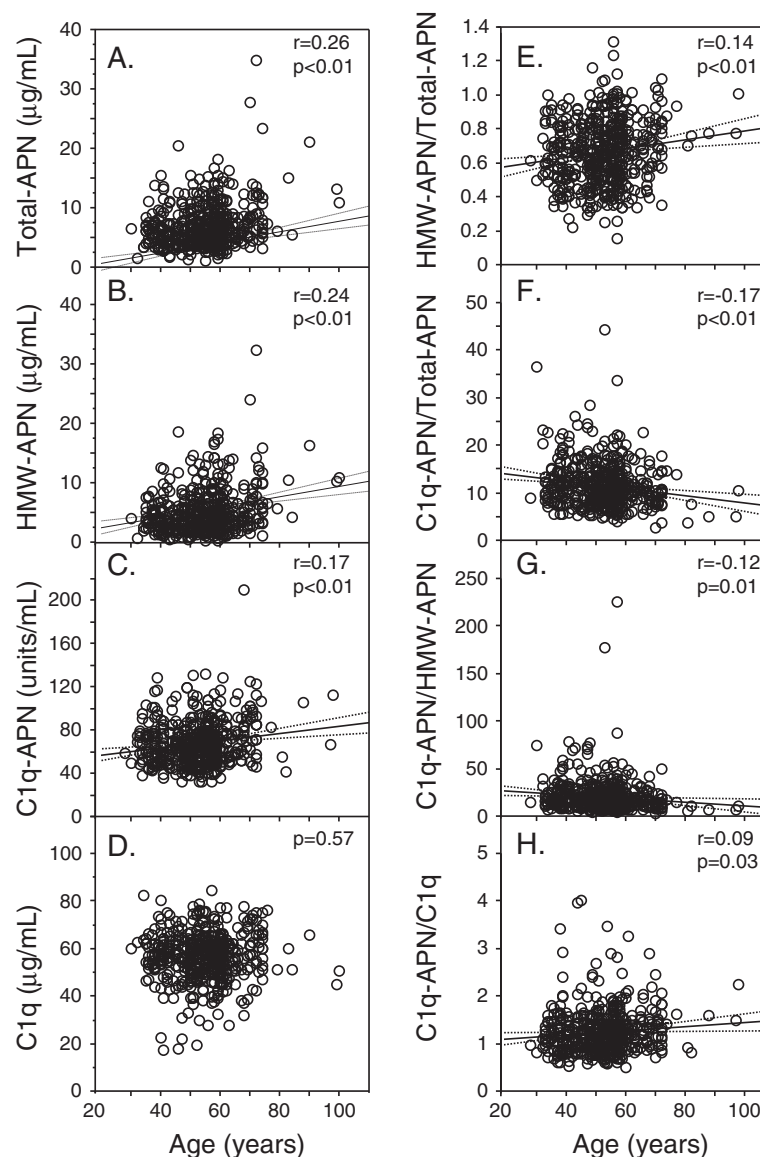 A.
r=0.26
p<0.01
Total-APN (μg/mL)
40
30
20
10
0
B.
r=0.24
p<0.01
HMW-APN (μg/mL)
40
30
20
10
0
C.
r=0.17
p<0.01
C1q-APN (units/mL)
200
160
120
80
40
0
D.
p=0.57
C1q (μg/mL)
100
80
60
40
20
0
20 40 60 80 100
Age (years)
E.
r=0.14
p<0.01
HMW-APN/Total-APN
1.4
1.2
1.0
0.8
0.6
0.4
0.2
0
F.
r=-0.17
p<0.01
C1q-APN/Total-APN
50
40
30
20
10
0
G.
r=-0.12
p=0.01
C1q-APN/HMW-APN
250
200
150
100
50
0
H.
r=0.09
p=0.03
C1q-APN/C1q
5
4
3
2
1
0
20 40 60 80 100
Age (years)